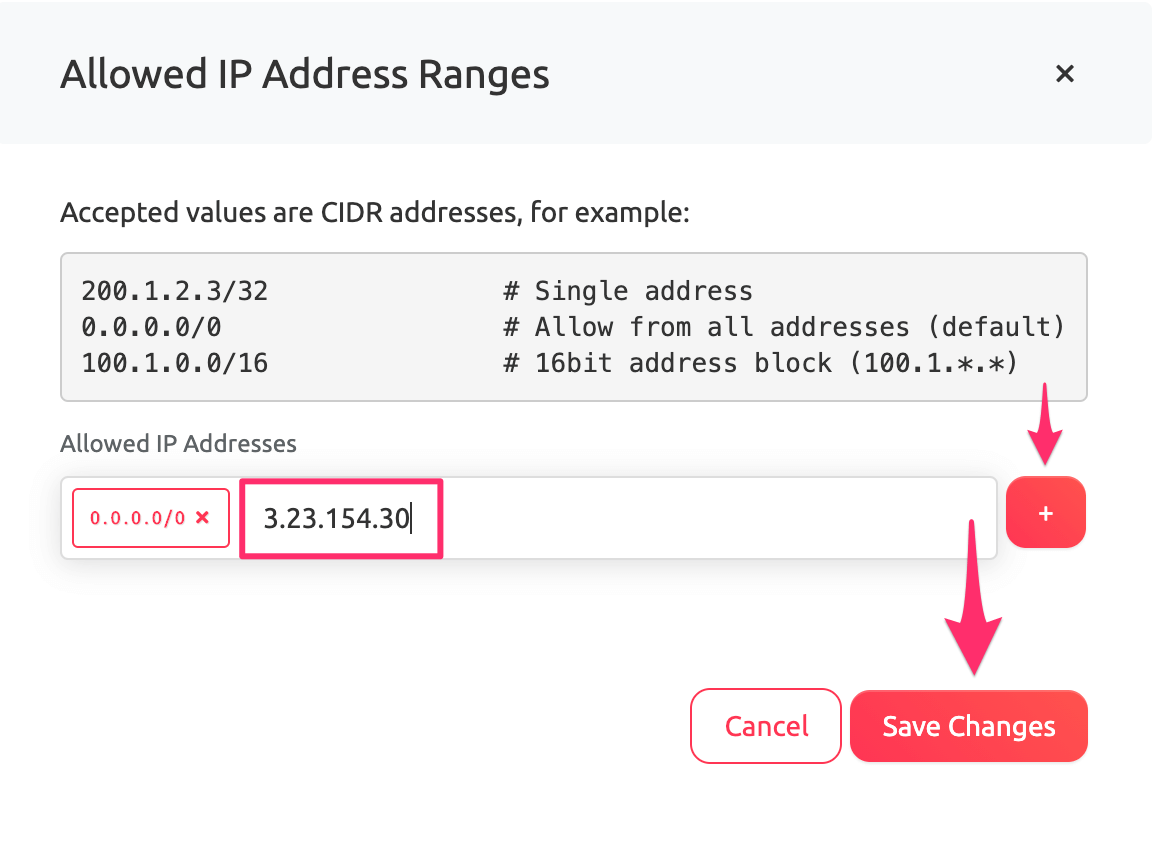 Allowed IP Address Ranges ×
Accepted values are CIDR addresses, for example:
200.1.2.3/32 # Single address
0.0.0.0/0 # Allow from all addresses (default)
100.1.0.0/16 # 16bit address block (100.1.*.*)
Allowed IP Addresses
0.0.0.0/0 × 3.23.154.30 +
Cancel Save Changes